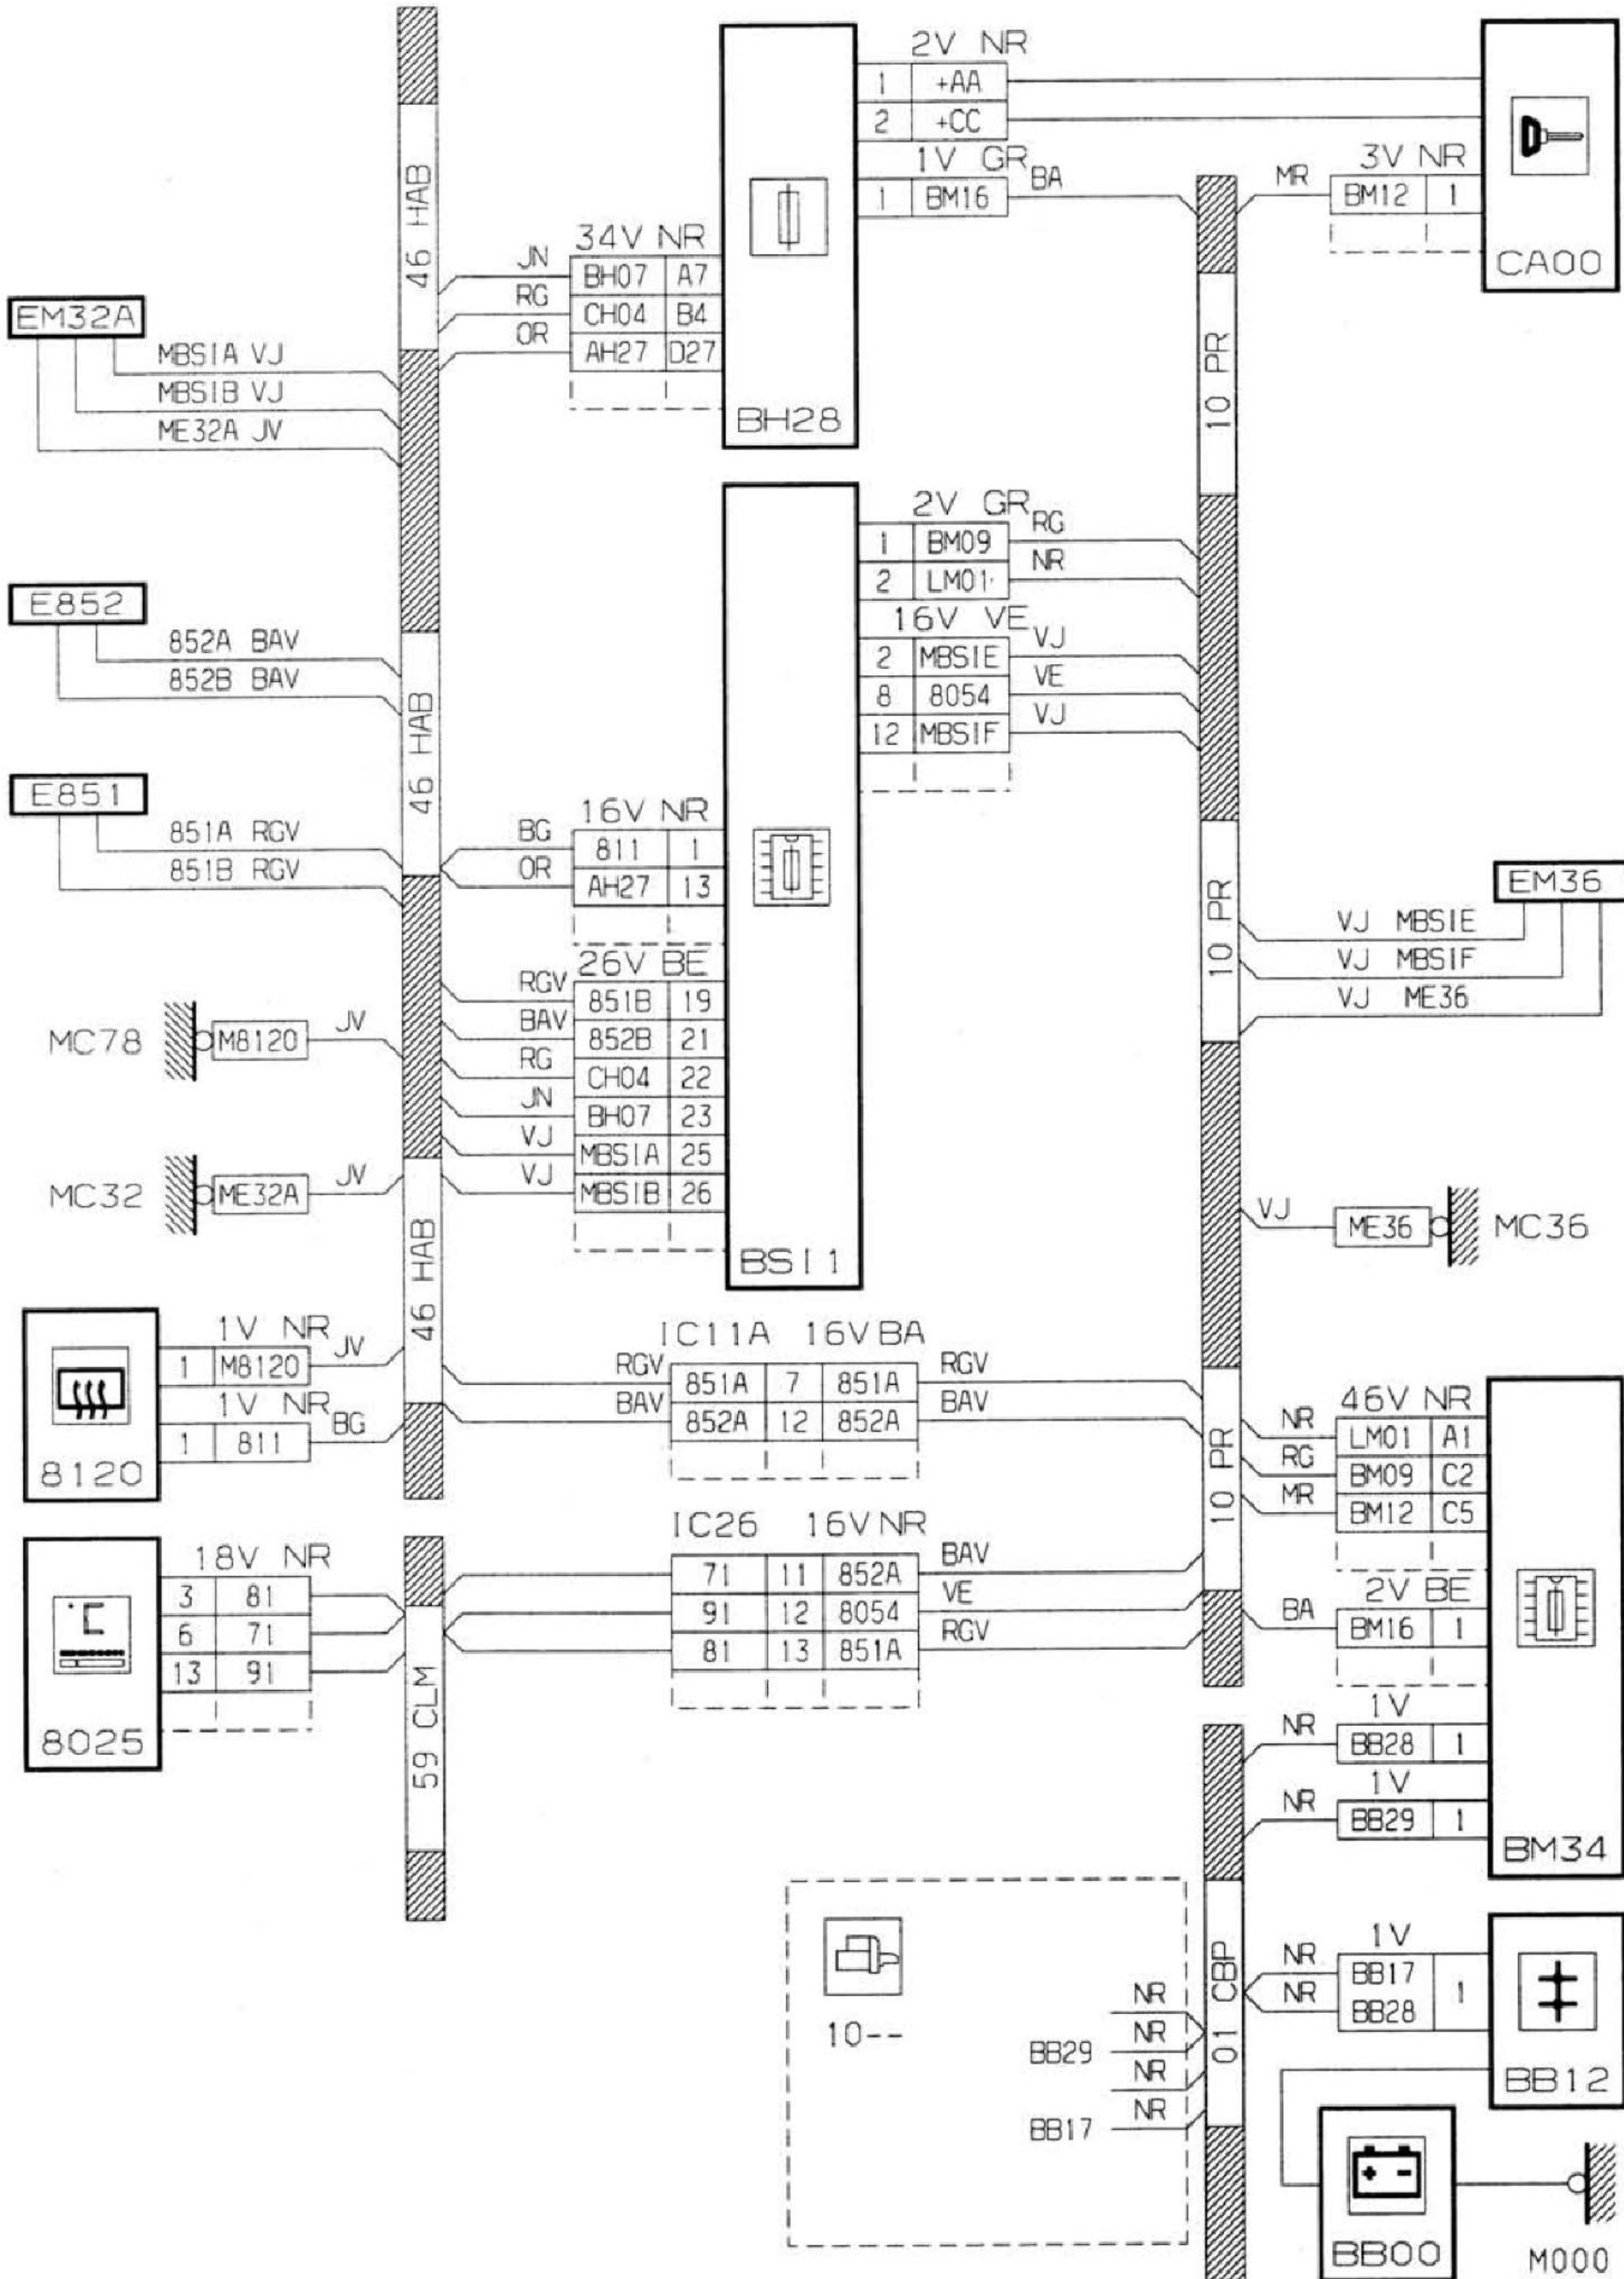 46 HAB
2V NR
1 +AA
2 +CC
1V GR BA
1 BM16
MR 3V NR
BM12 1
CA00
34V NR
JN BH07 A7
RG CH04 B4
OR AH27 D27
BH28
EM32A
MBSIA VJ
MBSIB VJ
ME32A JV
10 PR
2V GR RG
1 BM09
NR
2 LM01
16V VE VJ
2 MBSIE
VE
8 8054
VJ
12 MBSIF
E852
852A BAV
852B BAV
46 HAB
E851
851A RGV
851B RGV
16V NR
BG 811 1
OR AH27 13
10 PR
EM36
VJ MBSIE
VJ MBSIF
VJ ME36
26V BE
RGV 851B 19
BAV 852B 21
RG CH04 22
JN BH07 23
VJ MBSIA 25
VJ MBSIB 26
BSI1
MC78 M8120 JV
MC32 ME32A JV
VJ ME36 MC36
46 HAB
1V NR JV
1 M8120
1V NR BG
1 811
8120
IC11A 16V BA
RGV 851A 7 851A RGV
BAV 852A 12 852A BAV
10 PR
46V NR
NR LM01 A1
RG BM09 C2
MR BM12 C5
IC26 16V NR
71 11 852A BAV
91 12 8054 VE
81 13 851A RGV
18V NR
3 81
6 71
13 91
°C
8025
59 CLM
2V BE
BA BM16 1
1V
NR BB28 1
1V
NR BB29 1
BM34
10--
NR
BB29 NR
NR
BB17 NR
01 CBP
1V
NR BB17 1
NR BB28
BB12
+ -
BB00
M000